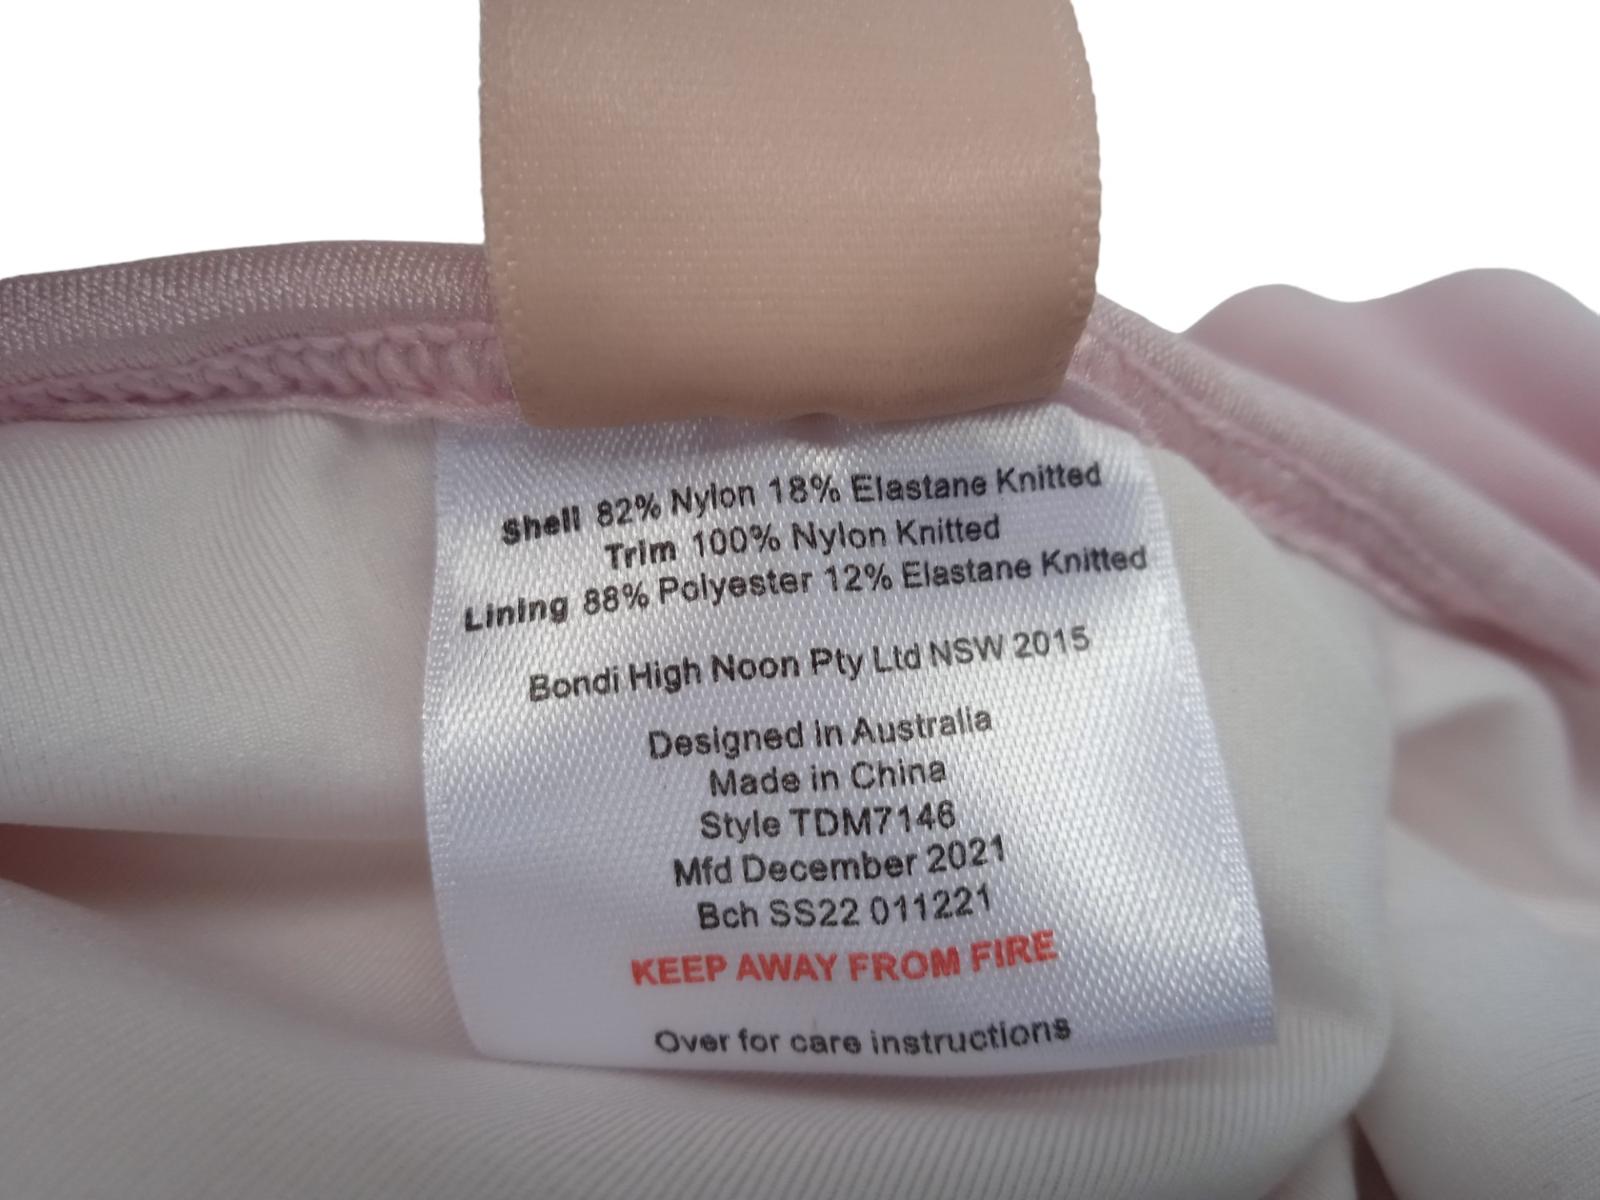 Shell 82% Nylon 18% Elastane Knitted
Trim 100% Nylon Knitted
Lining 88% Polyester 12% Elastane Knitted
Bondi High Noon Pty Ltd NSW 2015
Designed in Australia
Made in China
Style TDM7146
Mfd December 2021
Bch SS22 011221
KEEP AWAY FROM FIRE
Over for care instructions